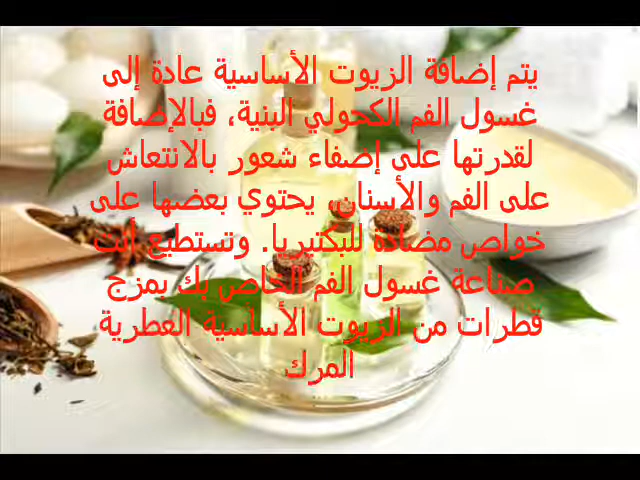 يتم إضافة الزيوت الأساسية عادة إلى
غسول الفم الكحولي البنية، فبالإضافة
لقدرتها على إضفاء شعور بالانتعاش
على الفم والأسنان، يحتوي بعضها على
خواص مضادة للبكتيريا. وتستطيع أنت
صناعة غسول الفم الخاص بك بمزج
قطرات من الزيوت الأساسية العطرية
المرك